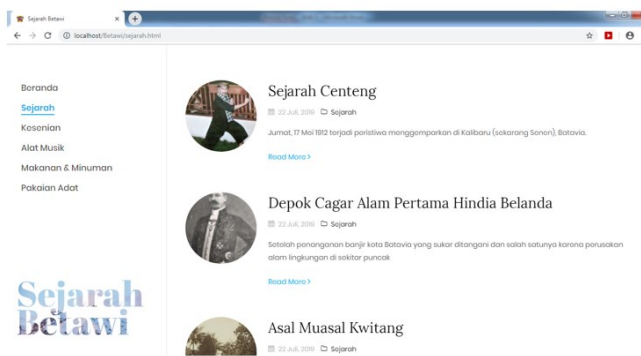 Sejarah Betawi
localhost/Betawi/sejarah.html
Beranda
Sejarah
Kesenian
Alat Musik
Makanan & Minuman
Pakaian Adat
Sejarah
Betawi
Sejarah Centeng
22 Juli, 2019 Sejarah
Jumat, 17 Mei 1912 terjadi peristiwa menggemparkan di Kalibaru (sekarang Senen), Batavia.
Read More >
Depok Cagar Alam Pertama Hindia Belanda
22 Juli, 2019 Sejarah
Setelah penanganan banjir kota Batavia yang sukar ditangani dan salah satunya karena perusakan
alam lingkungan di sekitar puncak
Read More >
Asal Muasal Kwitang
22 Juli, 2019 Sejarah